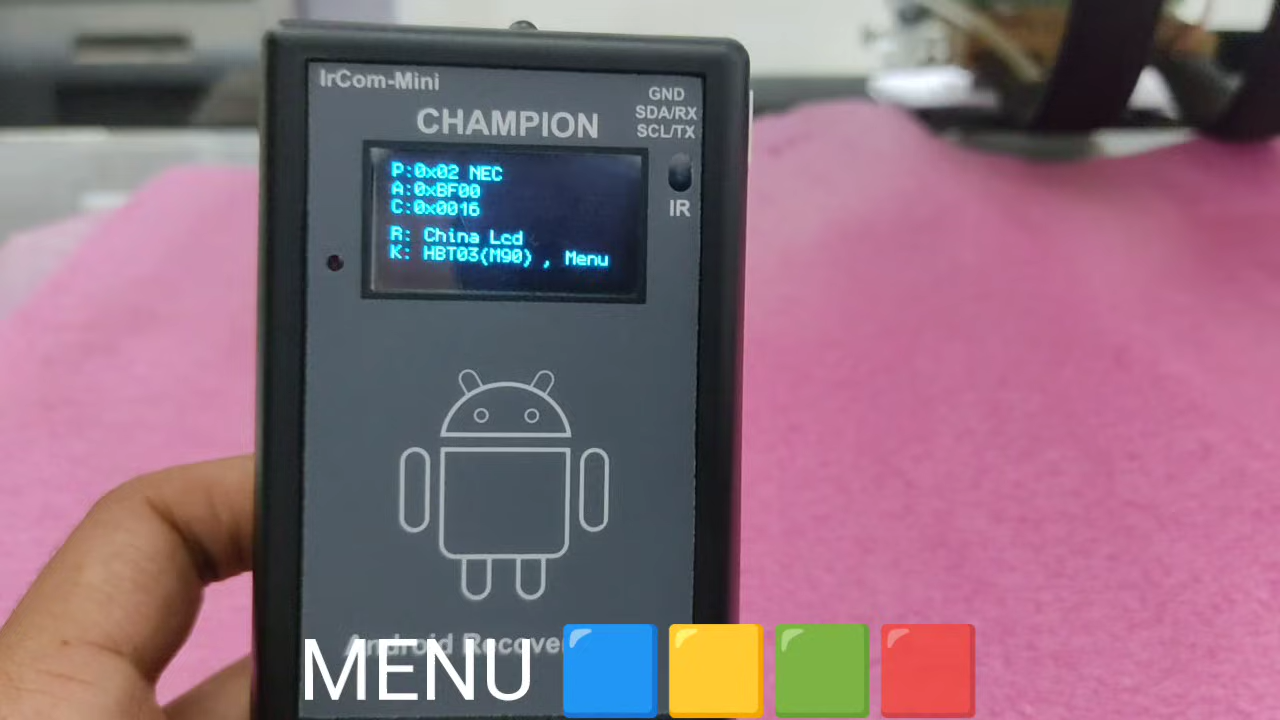 IrCom-Mini
CHAMPION
GND
SDA/RX
SCL/TX
IR
P:0x02 NEC
A:0xBF00
C:0x0016
R: China Lcd
K: HBT03(M90) , Menu
Android
MENU